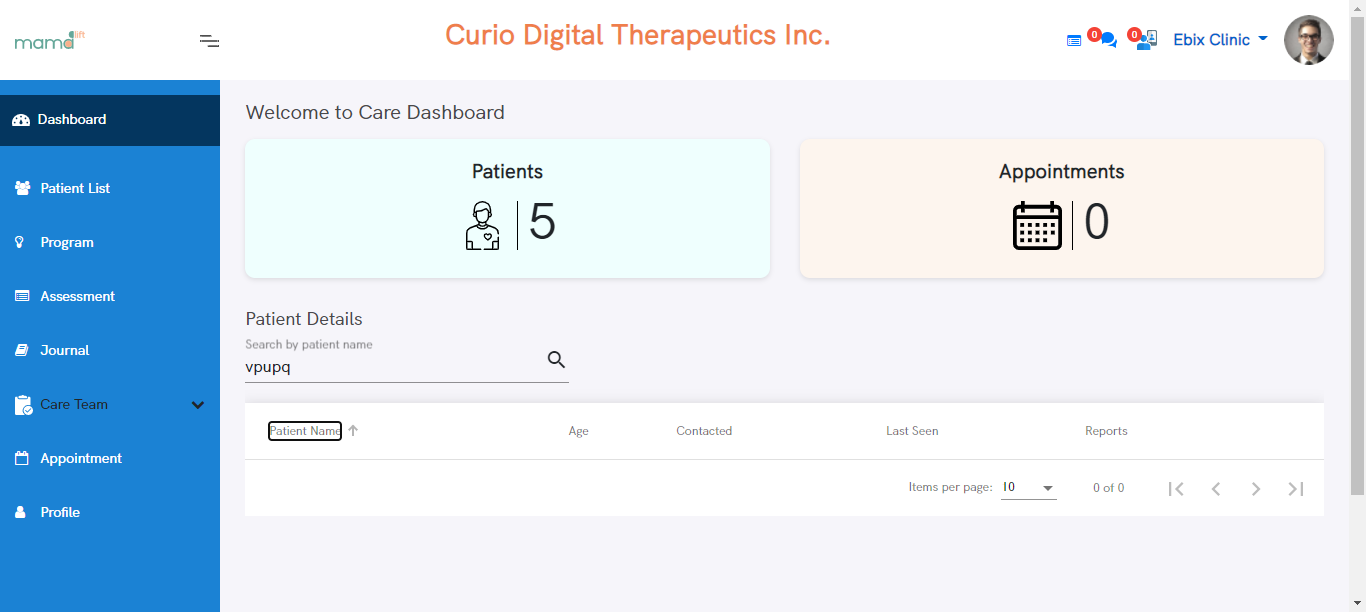 mama lift
Curio Digital Therapeutics Inc.
0
0
Ebix Clinic
Dashboard
Patient List
Program
Assessment
Journal
Care Team
Appointment
Profile
Welcome to Care Dashboard
Patients
5
Appointments
0
Patient Details
Search by patient name
vpupq
Patient Name Age Contacted Last Seen Reports
Items per page: 10 0 of 0